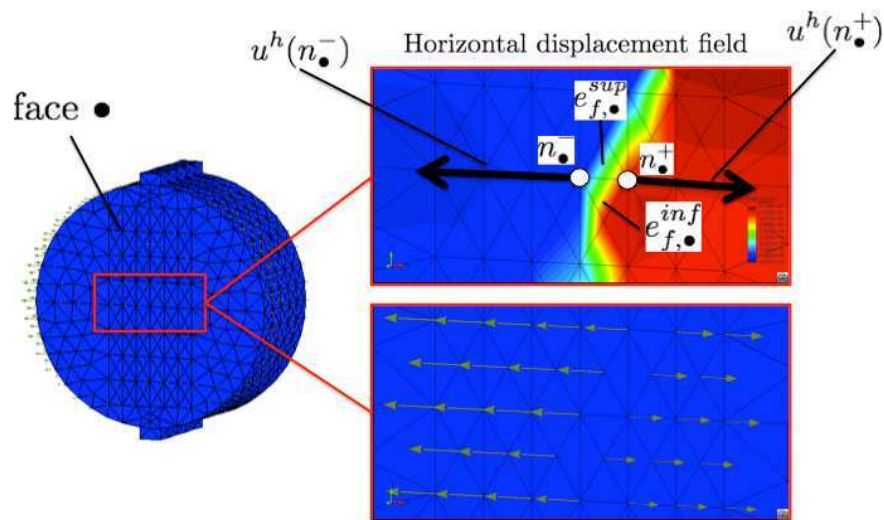 u^h(n_●^-)
Horizontal displacement field
u^h(n_●^+)
face ●
e_{f,●}^{sup}
n_●^-
n_●^+
e_{f,●}^{inf}